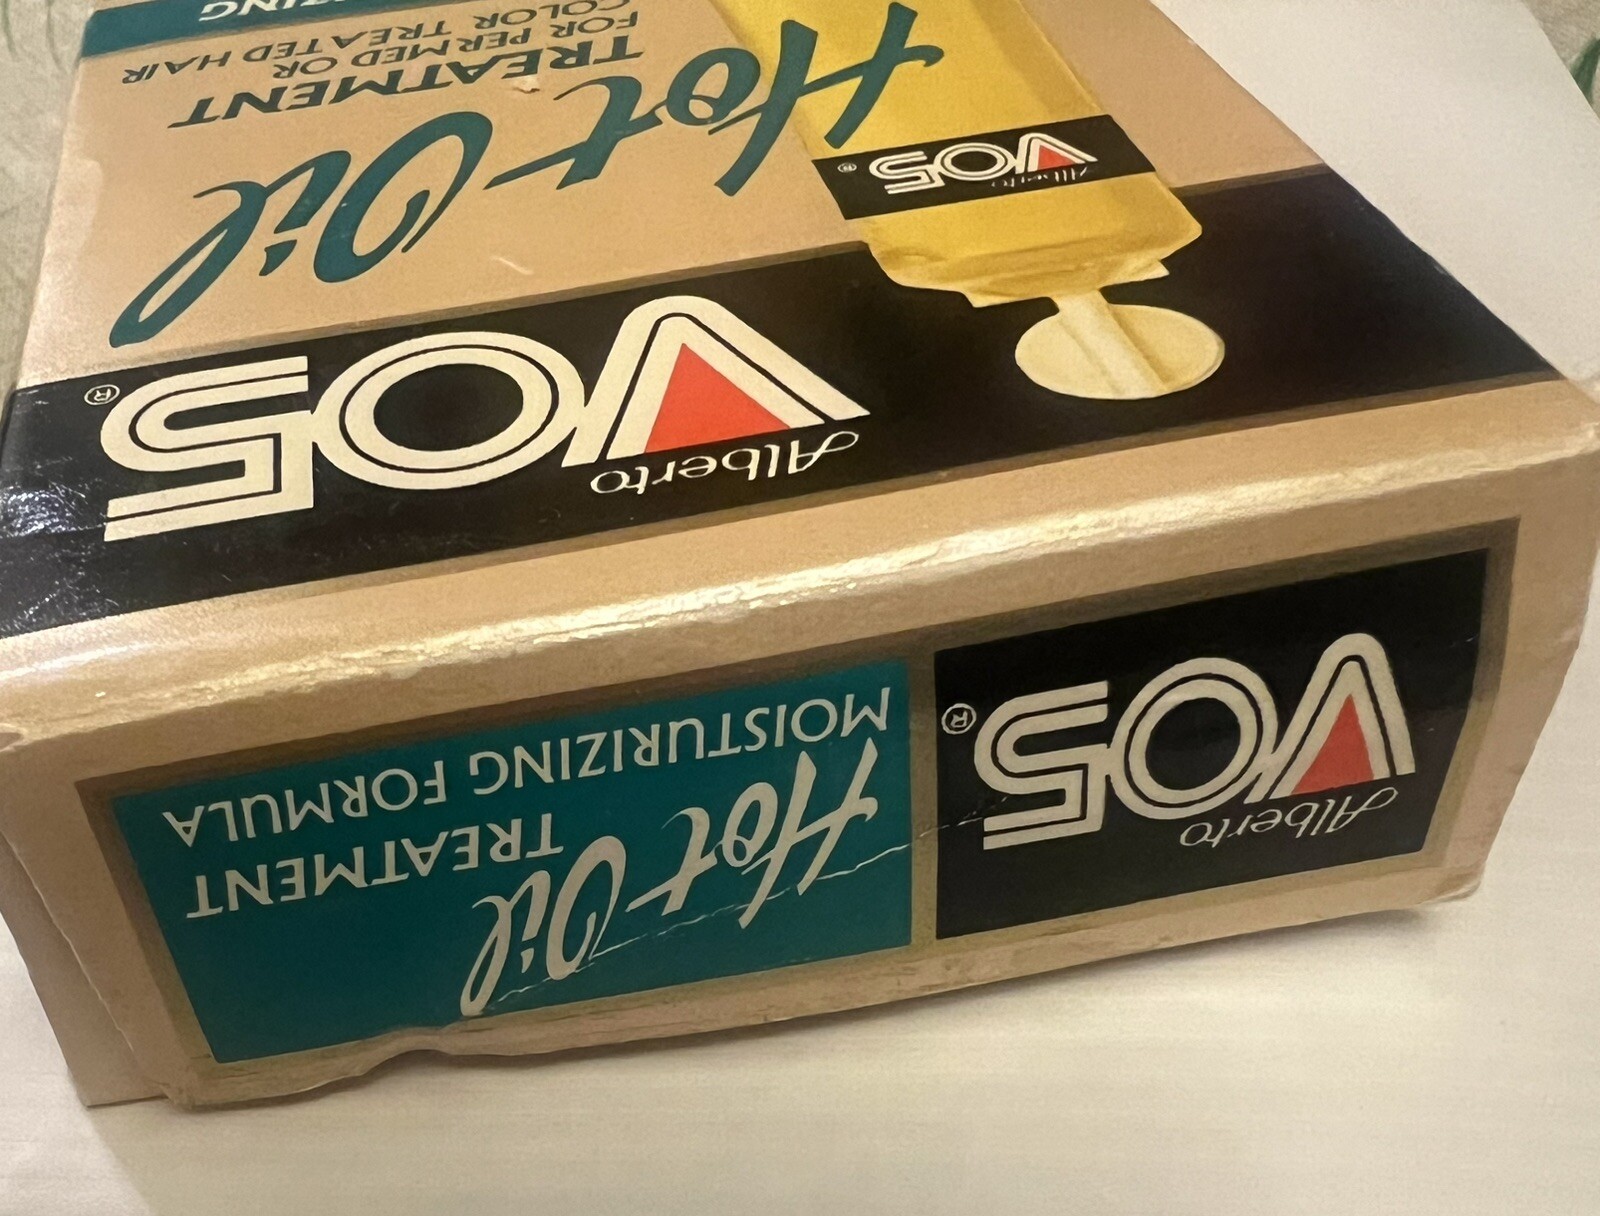 Alberto
VO5®
Hot Oil
TREATMENT
FOR PERMED OR
COLOR TREATED HAIR
Alberto
VO5®
Alberto
VO5®
Hot Oil
TREATMENT
MOISTURIZING FORMULA